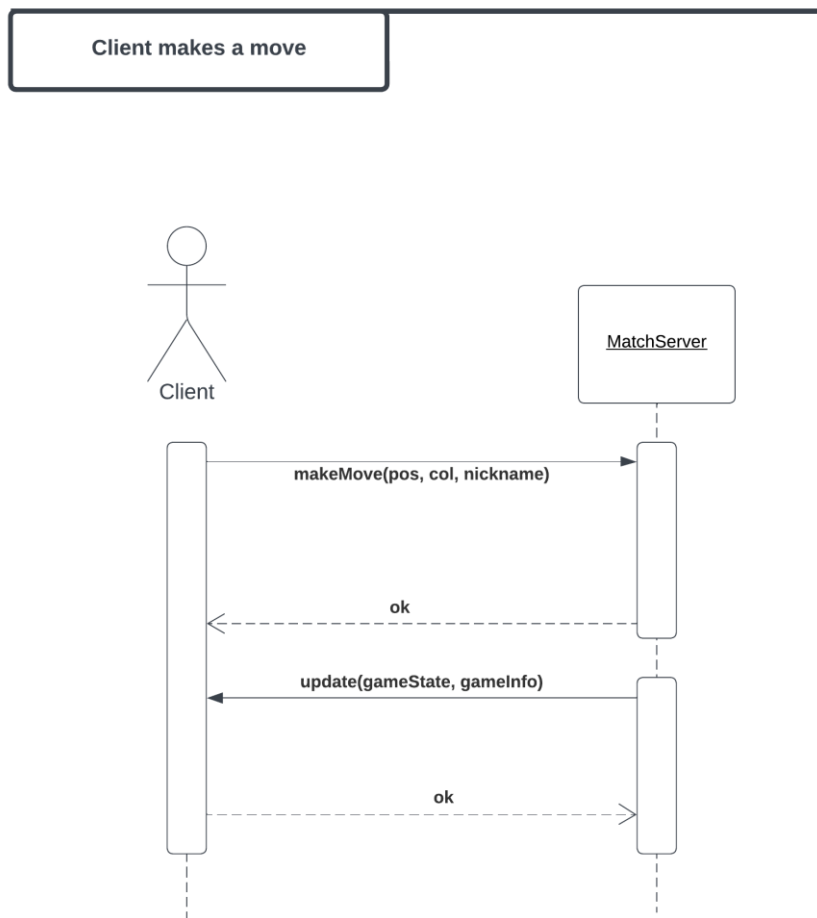 Client makes a move
MatchServer
Client
makeMove(pos, col, nickname)
ok
update(gameState, gameInfo)
ok